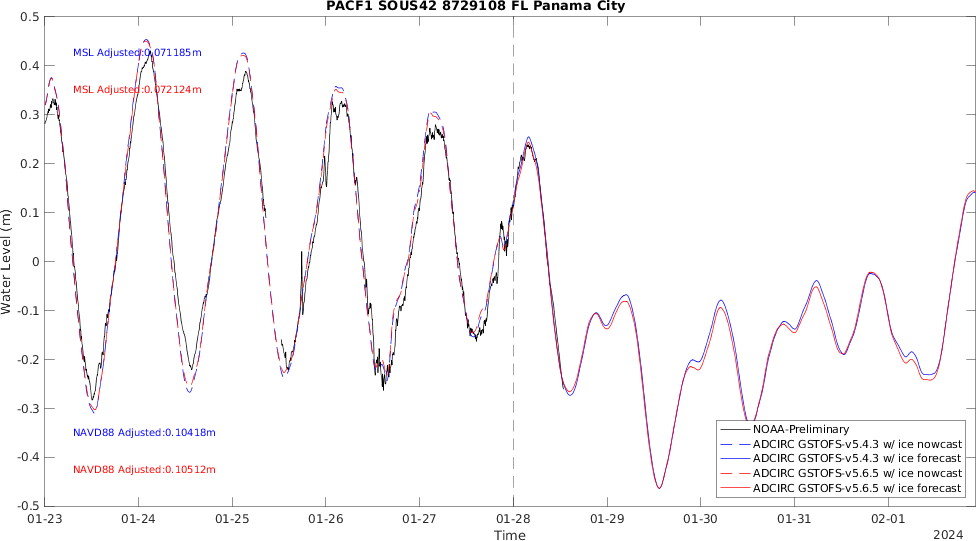 PACF1 SOUS42 8729108 FL Panama City
0.5
0.4
0.3
0.2
0.1
0
-0.1
-0.2
-0.3
-0.4
-0.5
Water Level (m)
MSL Adjusted:0.071185m
MSL Adjusted:0.072124m
NAVD88 Adjusted:0.10418m
NAVD88 Adjusted:0.10512m
NOAA-Preliminary
ADCIRC GSTOFS-v5.4.3 w/ ice nowcast
ADCIRC GSTOFS-v5.4.3 w/ ice forecast
ADCIRC GSTOFS-v5.6.5 w/ ice nowcast
ADCIRC GSTOFS-v5.6.5 w/ ice forecast
01-23 01-24 01-25 01-26 01-27 01-28 01-29 01-30 01-31 02-01
Time
2024